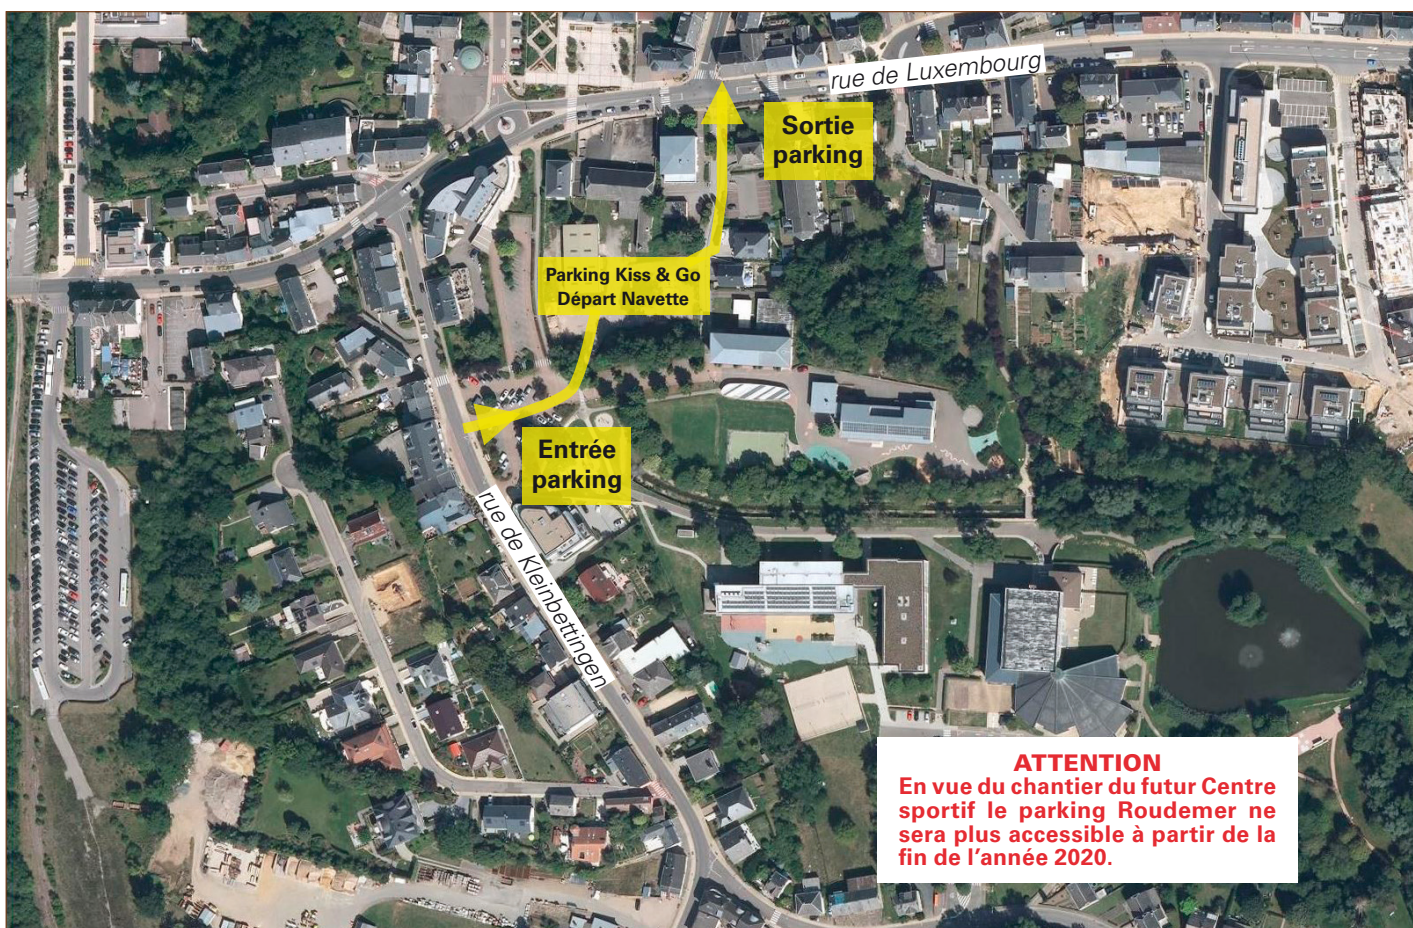 rue de Luxembourg
Sortie
parking
Parking Kiss & Go
Départ Navette
Entrée
parking
rue de Kleinbettingen
ATTENTION
En vue du chantier du futur Centre
sportif le parking Roudemer ne
sera plus accessible à partir de la
fin de l'année 2020.